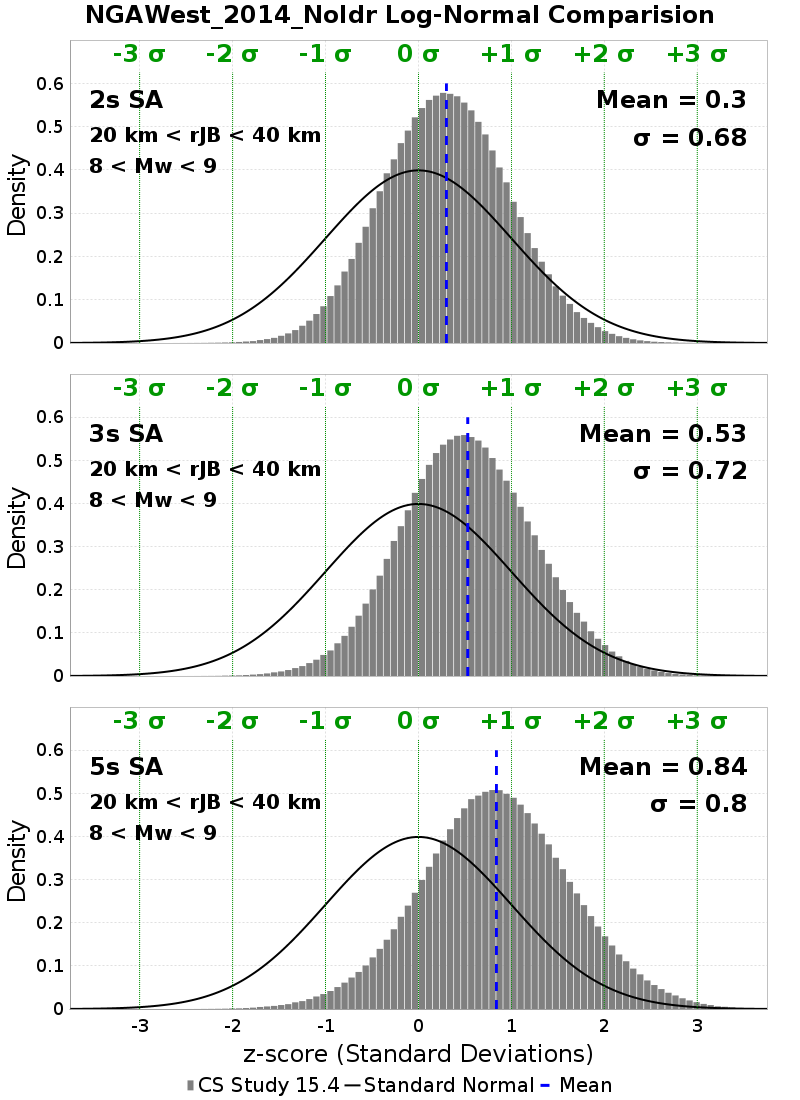 NGAWest_2014_NoIdr Log-Normal Comparision
-3 σ -2 σ -1 σ 0 σ +1 σ +2 σ +3 σ
0.6
2s SA Mean = 0.3
0.5
20 km < rJB < 40 km σ = 0.68
8 < Mw < 9
0.4
0.3
0.2
0.1
0
Density
-3 σ -2 σ -1 σ 0 σ +1 σ +2 σ +3 σ
0.6
3s SA Mean = 0.53
0.5
20 km < rJB < 40 km σ = 0.72
8 < Mw < 9
0.4
0.3
0.2
0.1
0
Density
-3 σ -2 σ -1 σ 0 σ +1 σ +2 σ +3 σ
0.6
5s SA Mean = 0.84
0.5
20 km < rJB < 40 km σ = 0.8
8 < Mw < 9
0.4
0.3
0.2
0.1
0
Density
-3 -2 -1 0 1 2 3
z-score (Standard Deviations)
CS Study 15.4 Standard Normal Mean